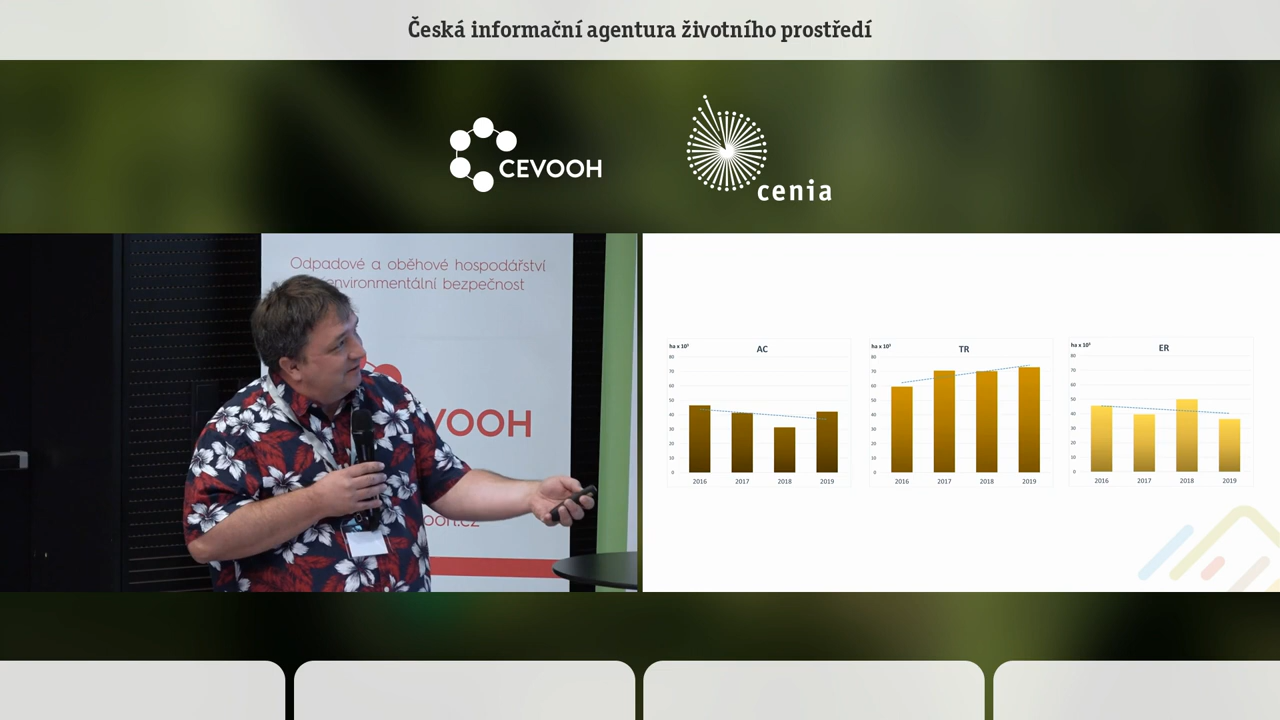 Česká informační agentura životního prostředí
CEVOOH
cenia
Odpadové a oběhové hospodářství
environmentální bezpečnost
VOOH
ha x 10³
AC
80
70
60
50
40
30
20
10
0
2016 2017 2018 2019
ha x 10³
TR
80
70
60
50
40
30
20
10
0
2016 2017 2018 2019
ha x 10³
ER
80
70
60
50
40
30
20
10
0
2016 2017 2018 2019